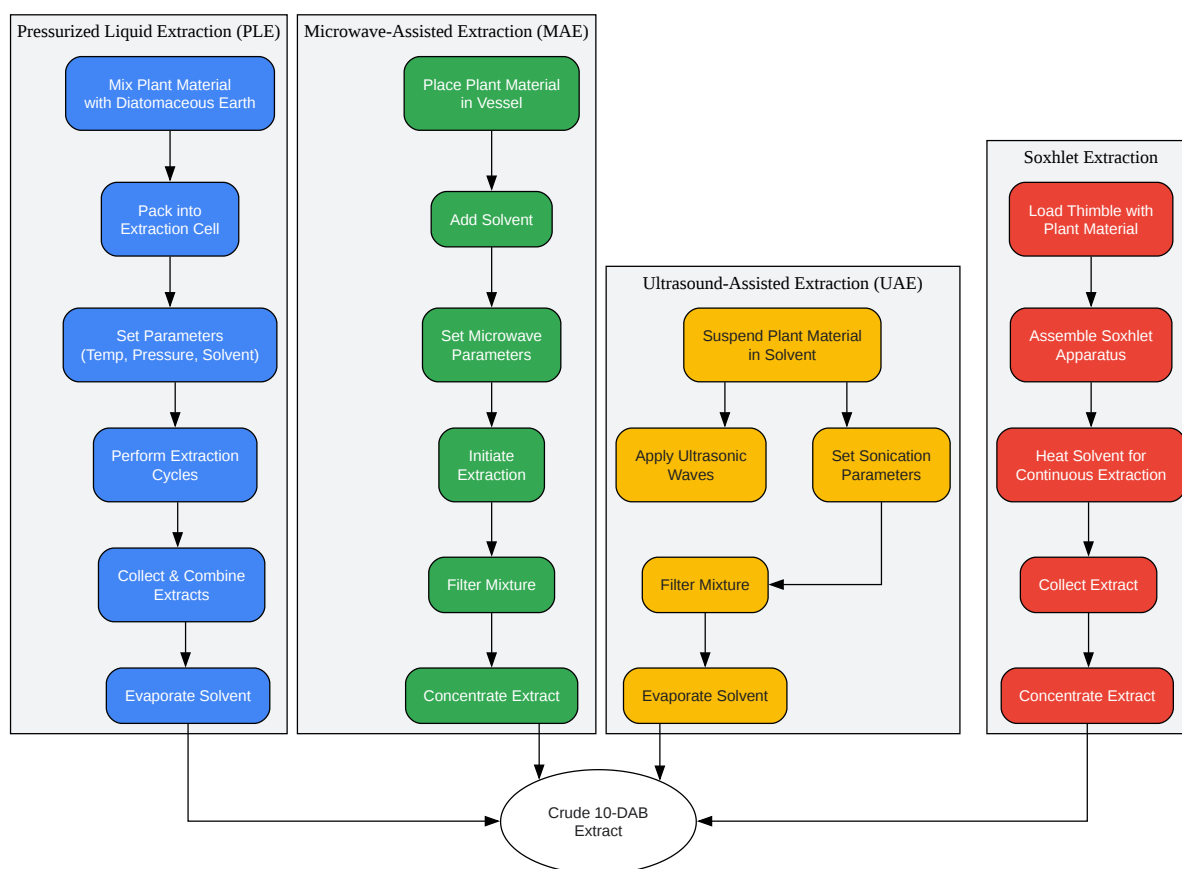 Pressurized Liquid Extraction (PLE)
Mix Plant Material
with Diatomaceous Earth
Pack into
Extraction Cell
Set Parameters
(Temp, Pressure, Solvent)
Perform Extraction
Cycles
Collect & Combine
Extracts
Evaporate Solvent
Microwave-Assisted Extraction (MAE)
Place Plant Material
in Vessel
Add Solvent
Set Microwave
Parameters
Initiate
Extraction
Filter Mixture
Concentrate Extract
Ultrasound-Assisted Extraction (UAE)
Suspend Plant Material
in Solvent
Apply Ultrasonic
Waves
Set Sonication
Parameters
Filter Mixture
Evaporate Solvent
Soxhlet Extraction
Load Thimble with
Plant Material
Assemble Soxhlet
Apparatus
Heat Solvent for
Continuous Extraction
Collect Extract
Concentrate Extract
Crude 10-DAB
Extract